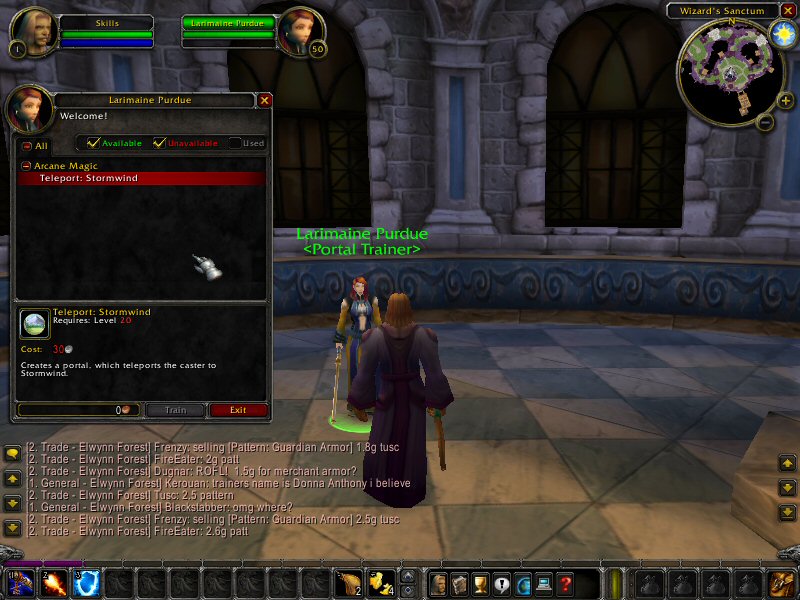 Skills
1
Larimaine Purdue
50
Wizard's Sanctum
N
Larimaine Purdue
Welcome!
All
Available
Unavailable
Used
Arcane Magic
Teleport: Stormwind
Larimaine Purdue
<Portal Trainer>
Teleport: Stormwind
Requires: Level 20
Cost: 30
Creates a portal, which teleports the caster to
Stormwind.
0
Train
Exit
[2. Trade - Elwynn Forest] Frenzy: selling [Pattern: Guardian Armor] 1.8g tusc
[2. Trade - Elwynn Forest] FireEater: 2g patt
[2. Trade - Elwynn Forest] Dugnar: ROFL!  1.5g for merchant armor?
[1. General - Elwynn Forest] Kerouan: trainers name is Donna Anthony i believe
[2. Trade - Elwynn Forest] Tusc: 2.5 pattern
[1. General - Elwynn Forest] Blackstabber: omg where?
[2. Trade - Elwynn Forest] Frenzy: selling [Pattern: Guardian Armor] 2.5g tusc
[2. Trade - Elwynn Forest] FireEater: 2.6g patt
2
3
2
4